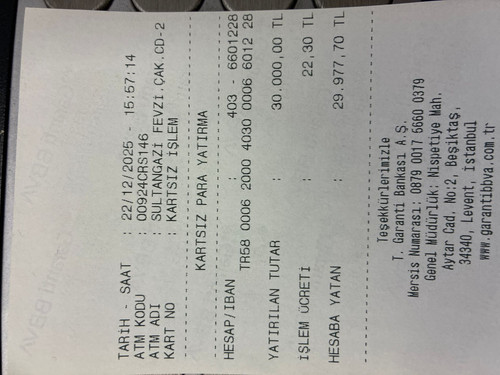 TARİH    SAAT    : 22/12/2025 - 15:57:14
ATM KODU         : 00924CRS146
ATM ADI          : SULTANGAZİ FEVZİ.ÇAK.CD-2
KART NO          : KARTSIZ İŞLEM
KARTSIZ PARA YATIRMA
HESAP/IBAN       : 403 - 6601228
TR58 0006 2000 4030 0006 6012 28
YATIRILAN TUTAR  : 30.000,00 TL
İŞLEM ÜCRETİ     : 22,30 TL
HESABA YATAN     : 29.977,70 TL
Teşekkürlerimizle
T. Garanti Bankası A.Ş.
Mersis Numarası: 0879 0017 5660 0379
Genel Müdürlük: Nispetiye Mah.
Aytar Cad. No:2, Beşiktaş,
34340, Levent, İstanbul
www.garantibbva.com.tr